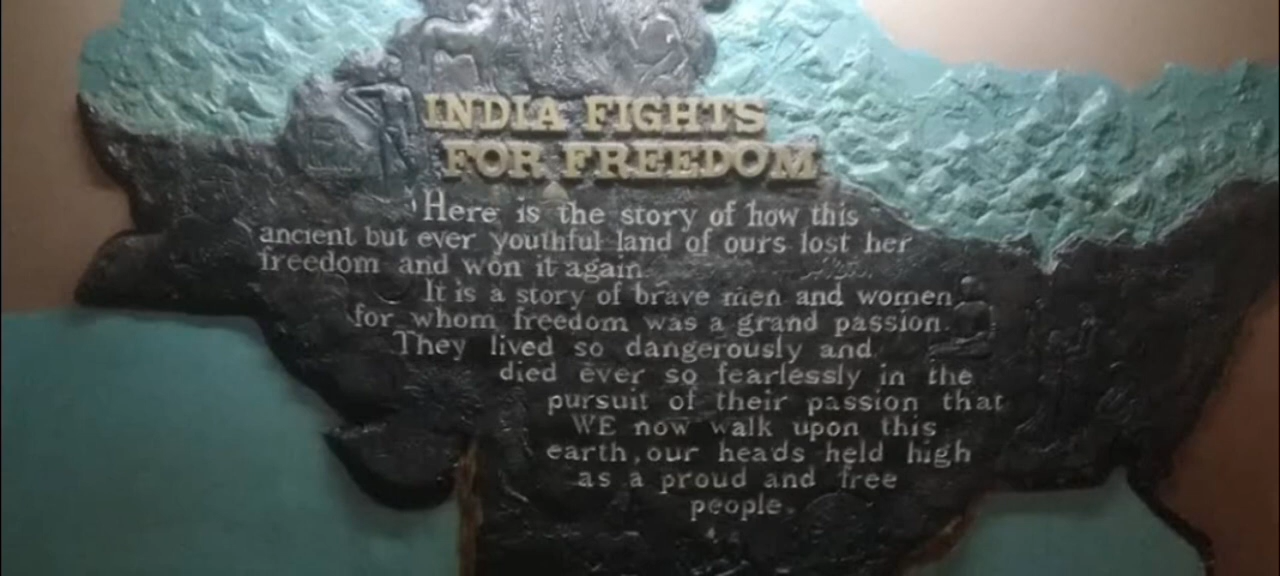 INDIA FIGHTS
FOR FREEDOM
Here is the story of how this
ancient but ever youthful land of ours lost her
freedom and won it again.
It is a story of brave men and women
for whom freedom was a grand passion.
They lived so dangerously and
died ever so fearlessly in the
pursuit of their passion that
WE now walk upon this
earth, our heads held high
as a proud and free
people.